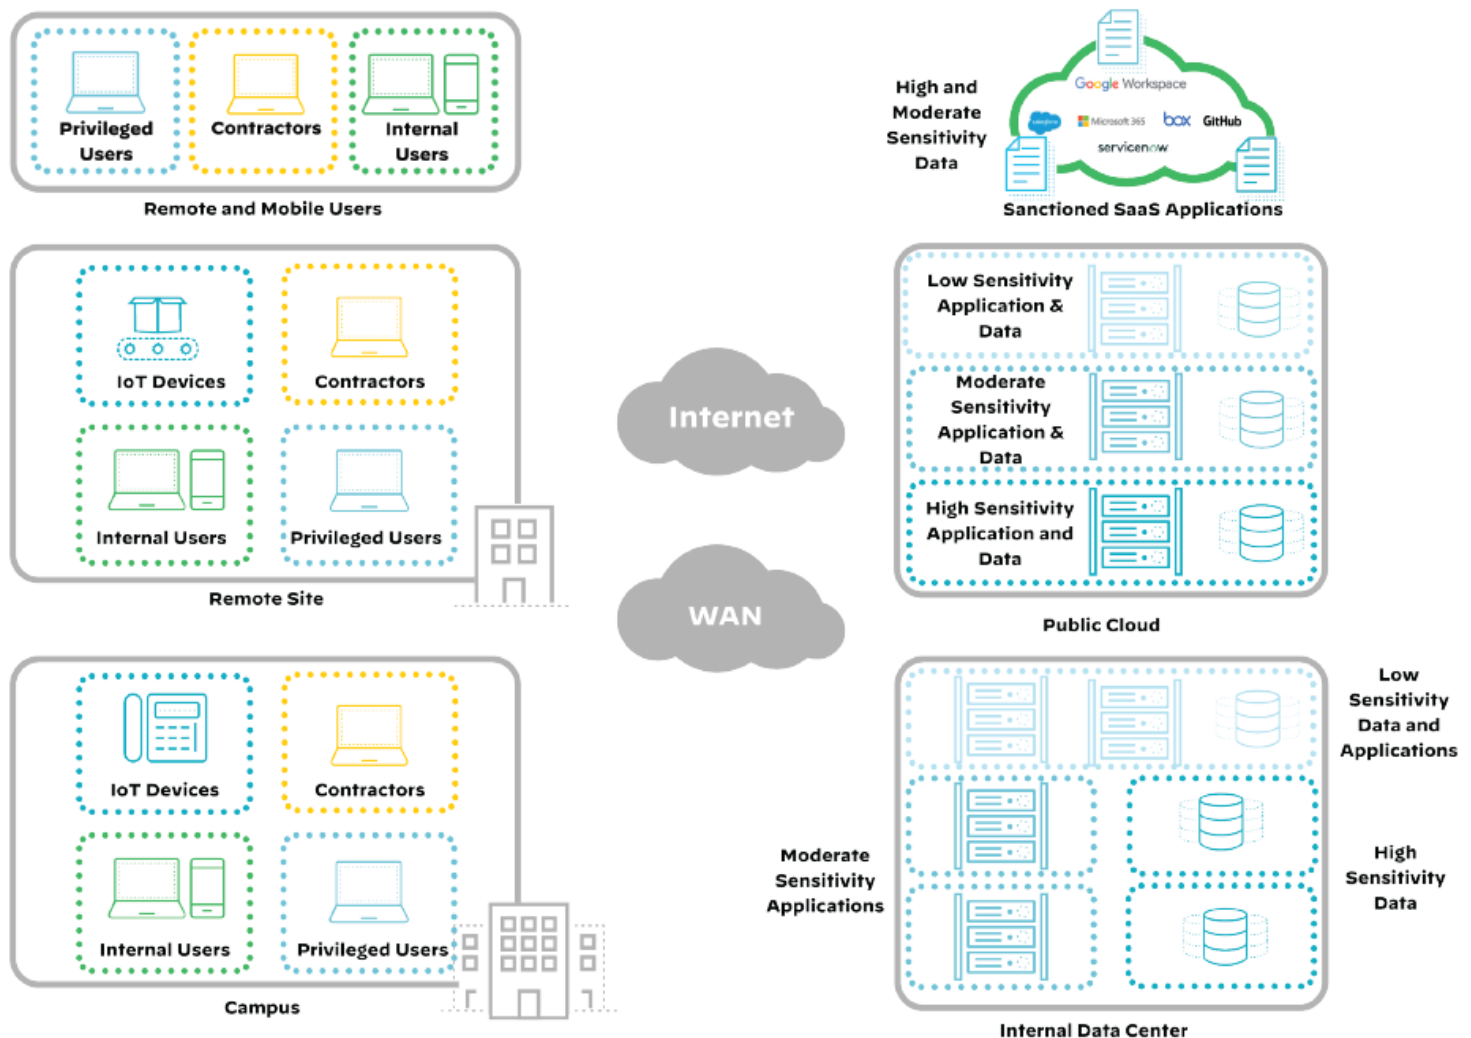 Privileged
Users
Contractors
Internal
Users
Remote and Mobile Users
High and
Moderate
Sensitivity
Data
Google Workspace
salesforce
Microsoft 365
box
GitHub
servicenow
Sanctioned SaaS Applications
IoT Devices
Contractors
Internal Users
Privileged Users
Remote Site
Internet
WAN
Low Sensitivity
Application &
Data
Moderate
Sensitivity
Application &
Data
High Sensitivity
Application and
Data
Public Cloud
IoT Devices
Contractors
Internal Users
Privileged Users
Campus
Low
Sensitivity
Data and
Applications
Moderate
Sensitivity
Applications
High
Sensitivity
Data
Internal Data Center